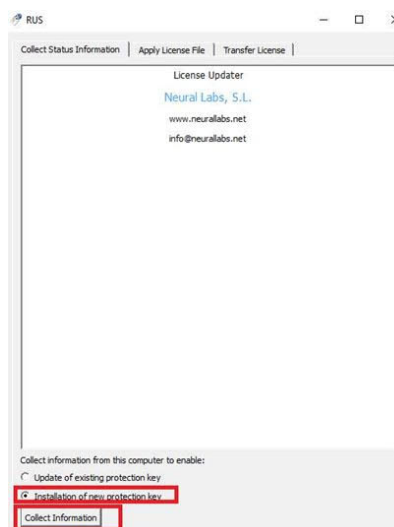 RUS
Collect Status Information | Apply License File | Transfer License
License Updater
Neural Labs, S.L.
www.neurallabs.net
info@neurallabs.net
Collect information from this computer to enable:
Update of existing protection key
Installation of new protection key
Collect Information